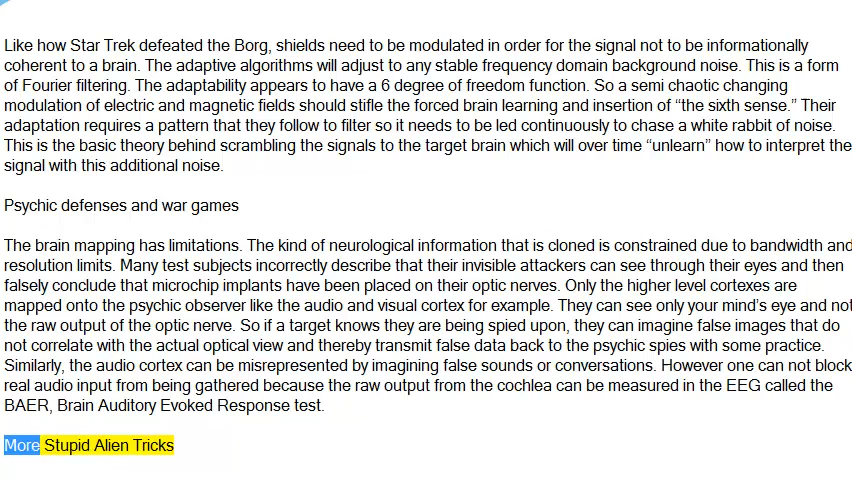 Like how Star Trek defeated the Borg, shields need to be modulated in order for the signal not to be informationally
coherent to a brain. The adaptive algorithms will adjust to any stable frequency domain background noise. This is a form
of Fourier filtering. The adaptability appears to have a 6 degree of freedom function. So a semi chaotic changing
modulation of electric and magnetic fields should stifle the forced brain learning and insertion of “the sixth sense.” Their
adaptation requires a pattern that they follow to filter so it needs to be led continuously to chase a white rabbit of noise.
This is the basic theory behind scrambling the signals to the target brain which will over time “unlearn” how to interpret the
signal with this additional noise.
Psychic defenses and war games
The brain mapping has limitations. The kind of neurological information that is cloned is constrained due to bandwidth and
resolution limits. Many test subjects incorrectly describe that their invisible attackers can see through their eyes and then
falsely conclude that microchip implants have been placed on their optic nerves. Only the higher level cortexes are
mapped onto the psychic observer like the audio and visual cortex for example. They can see only your mind’s eye and not
the raw output of the optic nerve. So if a target knows they are being spied upon, they can imagine false images that do
not correlate with the actual optical view and thereby transmit false data back to the psychic spies with some practice.
Similarly, the audio cortex can be misrepresented by imagining false sounds or conversations. However one can not block
real audio input from being gathered because the raw output from the cochlea can be measured in the EEG called the
BAER, Brain Auditory Evoked Response test.
More Stupid Alien Tricks